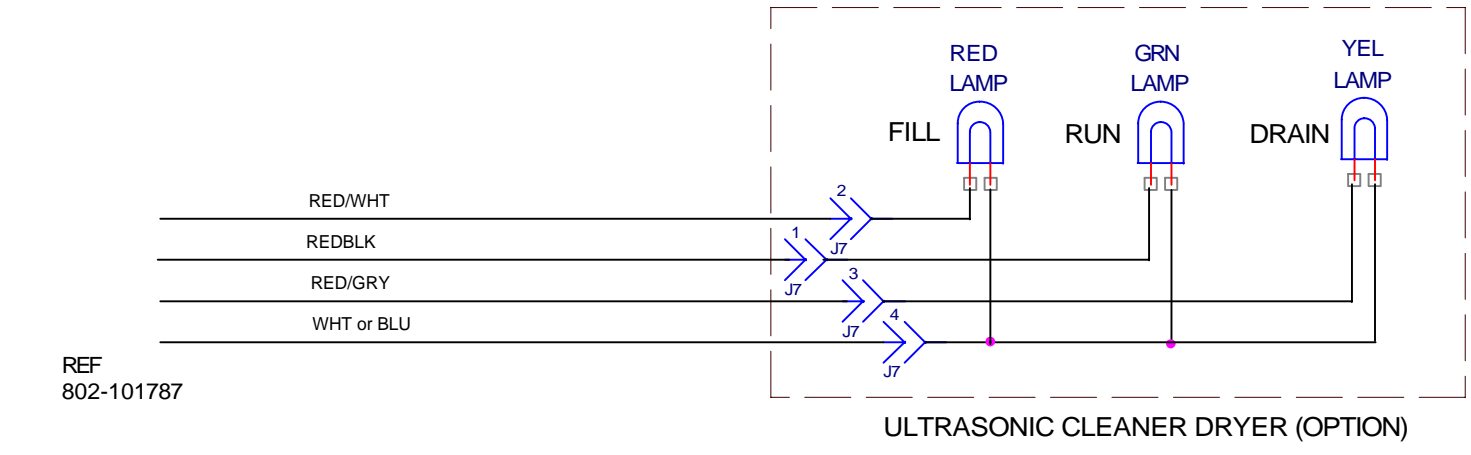 RED
LAMP
GRN
LAMP
YEL
LAMP
FILL
RUN
DRAIN
RED/WHT
2
J7
REDBLK
1
J7
RED/GRY
3
J7
WHT or BLU
4
J7
REF
802-101787
ULTRASONIC CLEANER DRYER (OPTION)